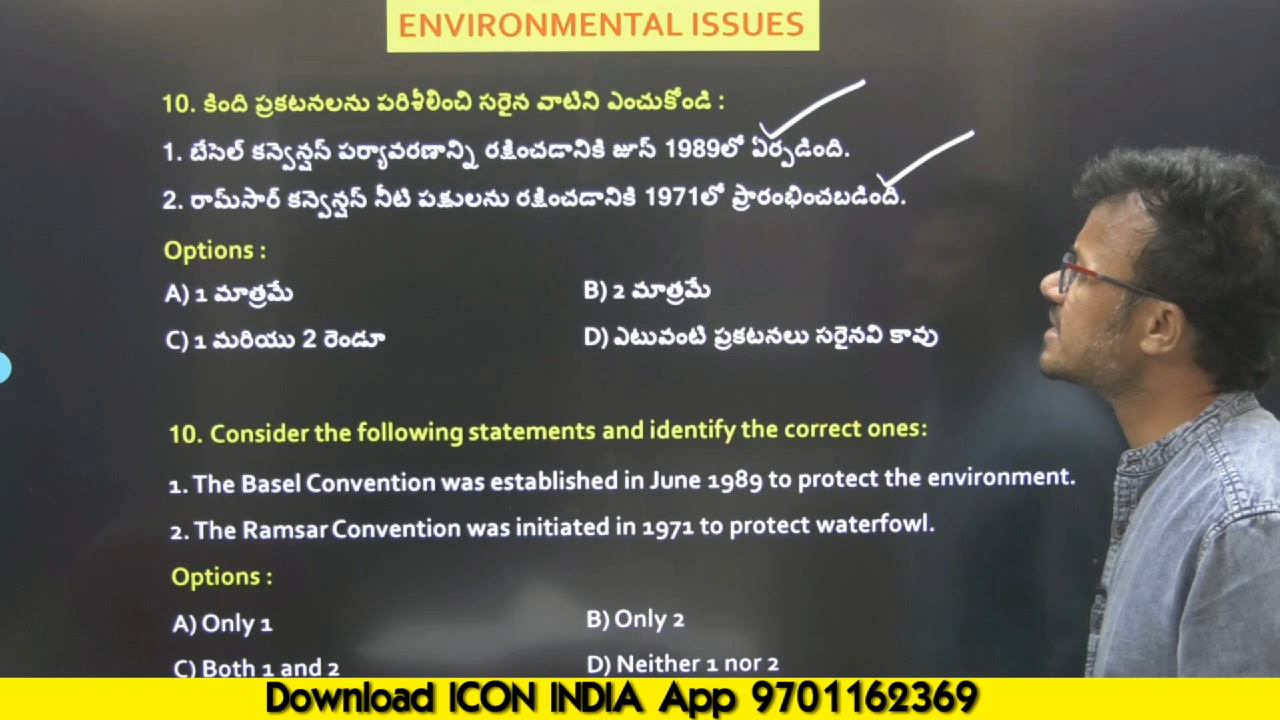 ENVIRONMENTAL ISSUES
10. కింది ప్రకటనలను పరిశీలించి సరైన వాటిని ఎంచుకోండి :
1. బేసెల్ కన్వెన్షన్ పర్యావరణాన్ని రక్షించడానికి జూన్ 1989లో ఏర్పడింది.
2. రామ్‌సార్ కన్వెన్షన్ నీటి పక్షులను రక్షించడానికి 1971లో ప్రారంభించబడింది.
Options :
A) 1 మాత్రమే B) 2 మాత్రమే
C) 1 మరియు 2 రెండూ D) ఎటువంటి ప్రకటనలు సరైనవి కావు
10. Consider the following statements and identify the correct ones:
1. The Basel Convention was established in June 1989 to protect the environment.
2. The Ramsar Convention was initiated in 1971 to protect waterfowl.
Options :
A) Only 1 B) Only 2
C) Both 1 and 2 D) Neither 1 nor 2
Download ICON INDIA App 9701162369